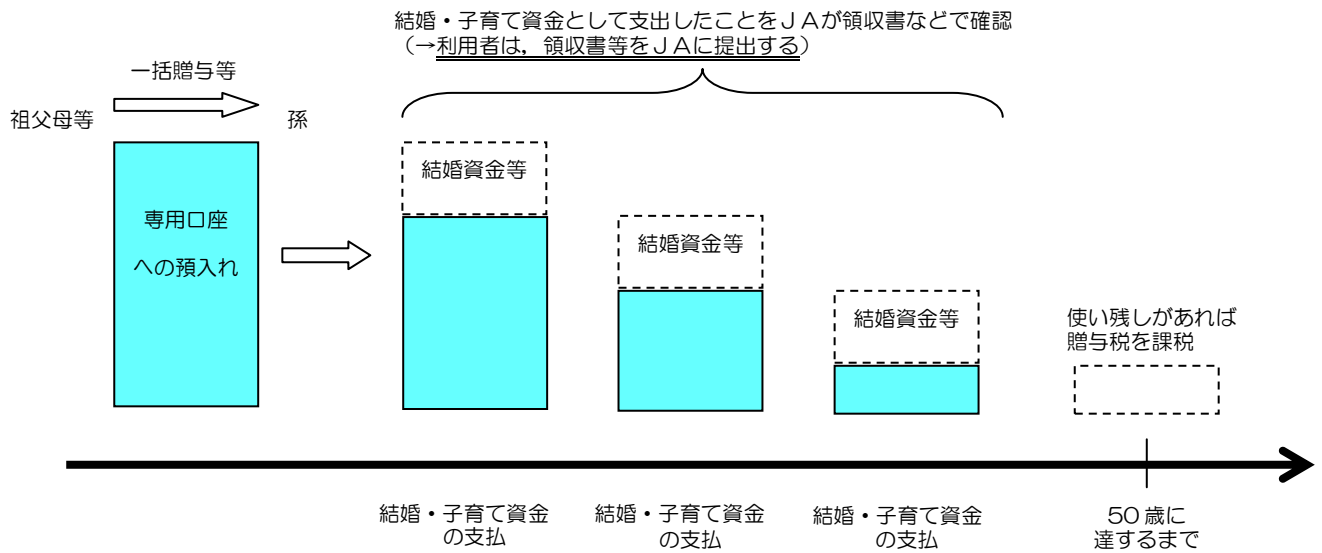 結婚・子育て資金として支出したことをＪＡが領収書などで確認
（→利用者は，領収書等をＪＡに提出する）
一括贈与等
祖父母等
孫
専用口座
への預入れ
結婚資金等
結婚資金等
結婚資金等
使い残しがあれば
贈与税を課税
結婚・子育て資金
の支払
結婚・子育て資金
の支払
結婚・子育て資金
の支払
50歳に
達するまで